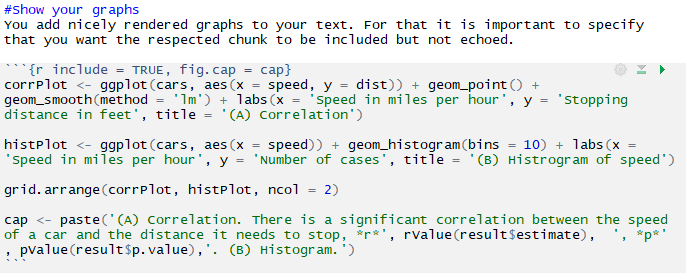 #Show your graphs
You add nicely rendered graphs to your text. For that it is important to specify
that you want the respected chunk to be included but not echoed.
```{r include = TRUE, fig.cap = cap}
corrPlot <- ggplot(cars, aes(x = speed, y = dist)) + geom_point() +
geom_smooth(method = 'lm') + labs(x = 'Speed in miles per hour', y = 'Stopping
distance in feet', title = '(A) Correlation')
histPlot <- ggplot(cars, aes(x = speed)) + geom_histogram(bins = 10) + labs(x =
'Speed in miles per hour', y = 'Number of cases', title = '(B) Histrogram of speed')
grid.arrange(corrPlot, histPlot, ncol = 2)
cap <- paste('(A) Correlation. There is a significant correlation between the speed
of a car and the distance it needs to stop, *r*', rValue(result$estimate),  ', *p*'
, pValue(result$p.value),'. (B) Histogram.')
```